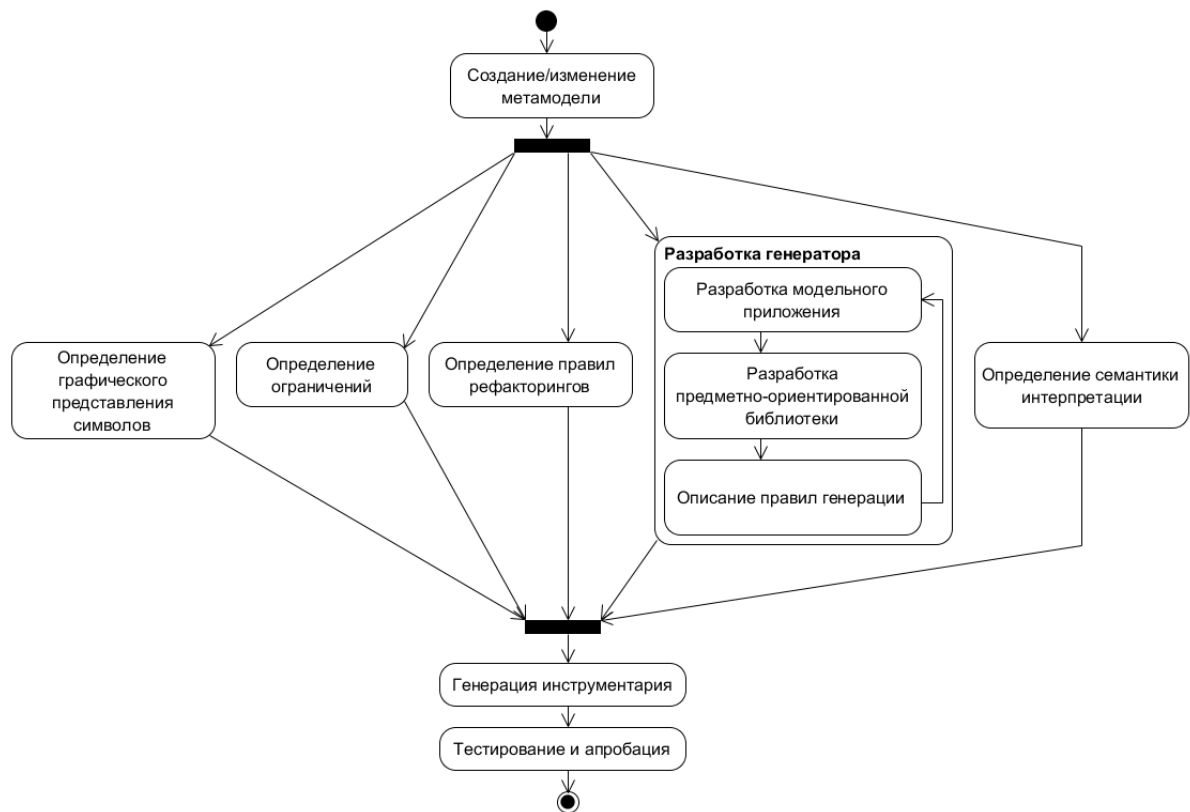 Создание/изменение
метамодели
Определение
графического
представления
символов
Определение
ограничений
Определение правил
рефакторингов
Разработка генератора
Разработка модельного
приложения
Разработка
предметно-ориентированной
библиотеки
Описание правил генерации
Определение семантики
интерпретации
Генерация инструментария
Тестирование и апробация